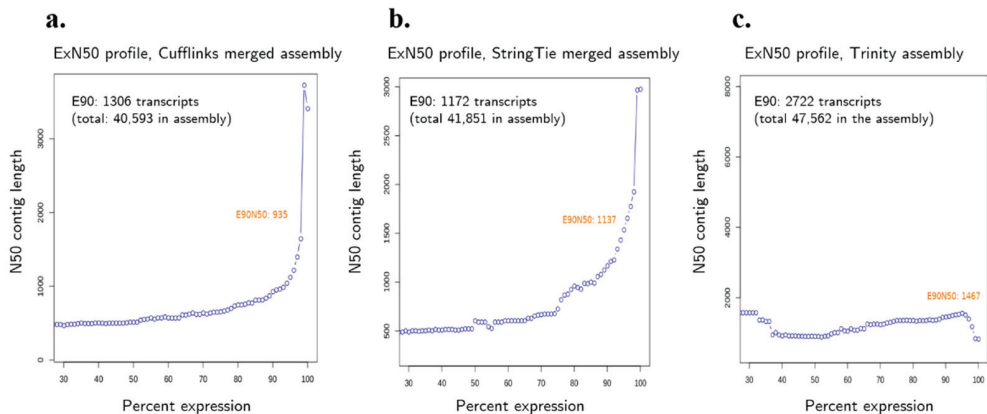 a.
ExN50 profile, Cufflinks merged assembly
E90: 1306 transcripts
(total: 40,593 in assembly)
E90N50: 935
N50 contig length
0
1000
2000
3000
30 40 50 60 70 80 90 100
Percent expression
b.
ExN50 profile, StringTie merged assembly
E90: 1172 transcripts
(total 41,851 in assembly)
E90N50: 1137
N50 contig length
500
1000
1500
2000
2500
3000
30 40 50 60 70 80 90 100
Percent expression
c.
ExN50 profile, Trinity assembly
E90: 2722 transcripts
(total 47,562 in the assembly)
E90N50: 1467
N50 contig length
2000
4000
6000
8000
30 40 50 60 70 80 90 100
Percent expression